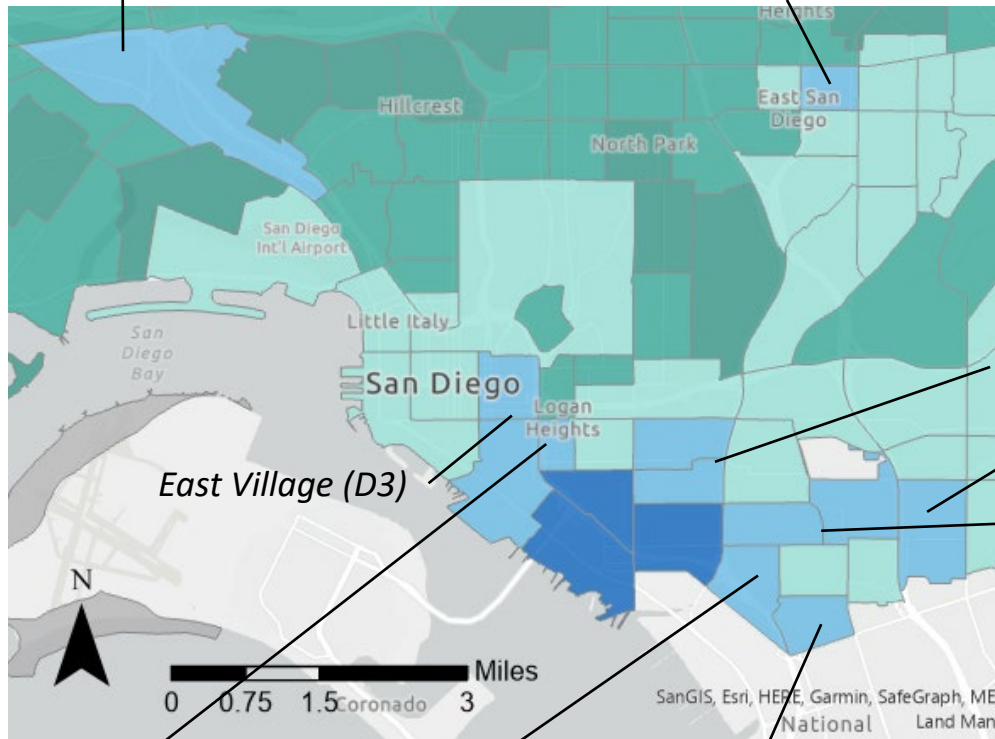 Heights
Hillcrest
East San
Diego
North Park
San Diego
Int'l Airport
Little Italy
San
Diego
Bay
San Diego
Logan
Heights
East Village (D3)
N
Miles
0 0.75 1.5 3
Coronado
SanGIS, Esri, HERE, Garmin, SafeGraph, ME
National
Land Man